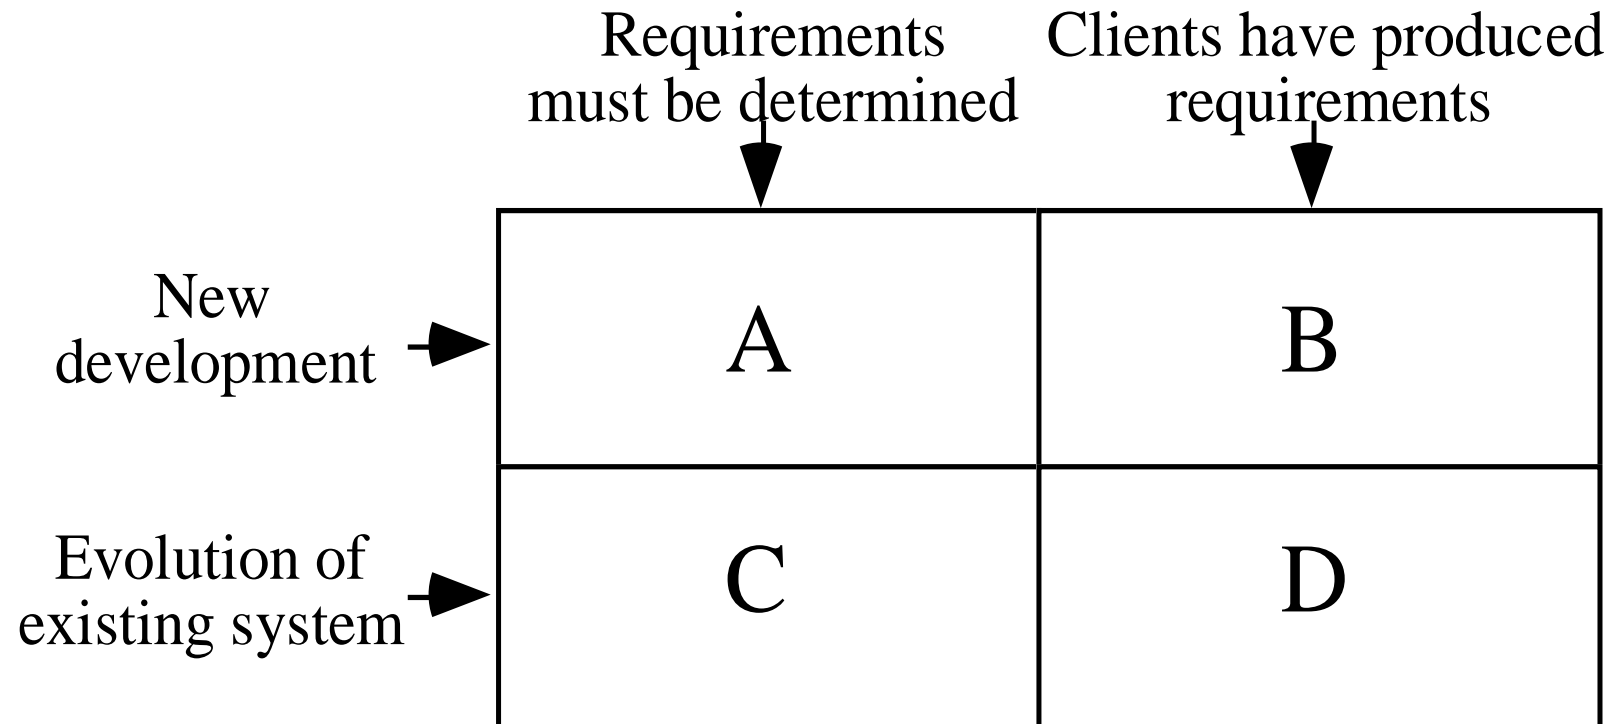 Requirements
must be determined
Clients have produced
requirements
New
development
A
B
Evolution of
existing system
C
D